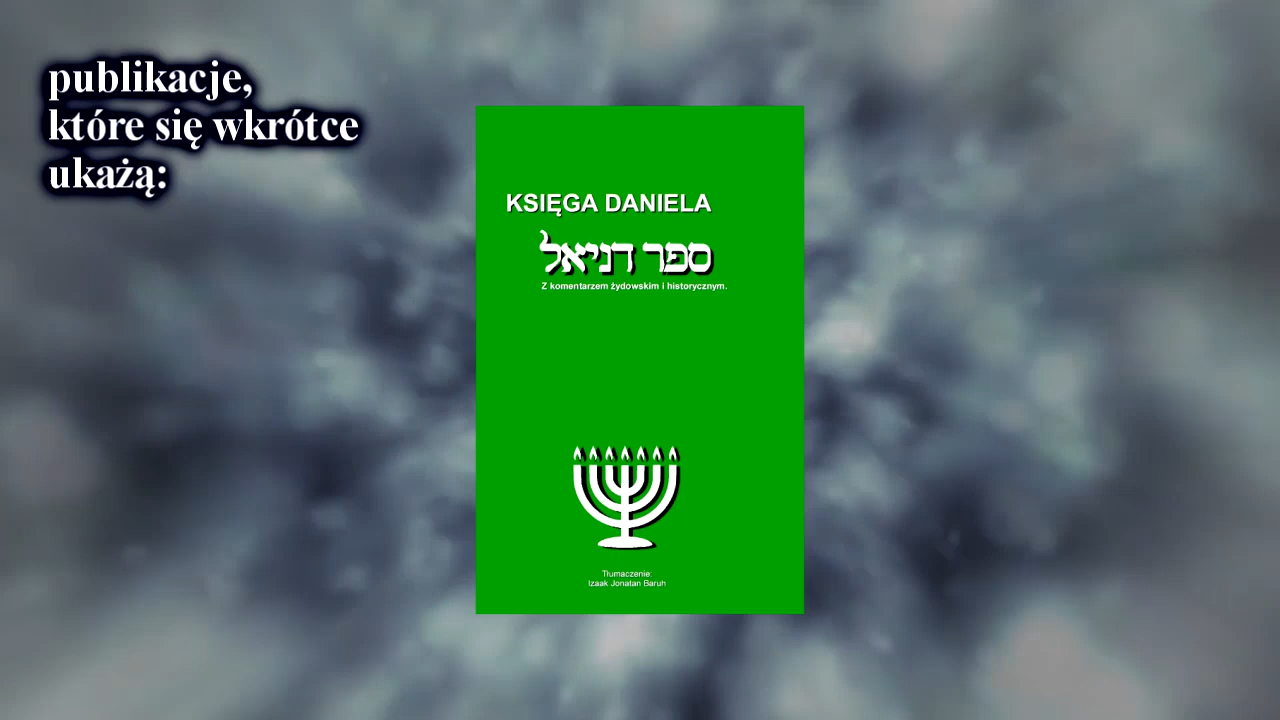 publikacje,
które się wkrótce
ukażą:
KSIĘGA DANIELA
ספר דניאל
Z komentarzem żydowskim i historycznym.
Tłumaczenie:
Izaak Jonatan Baruh